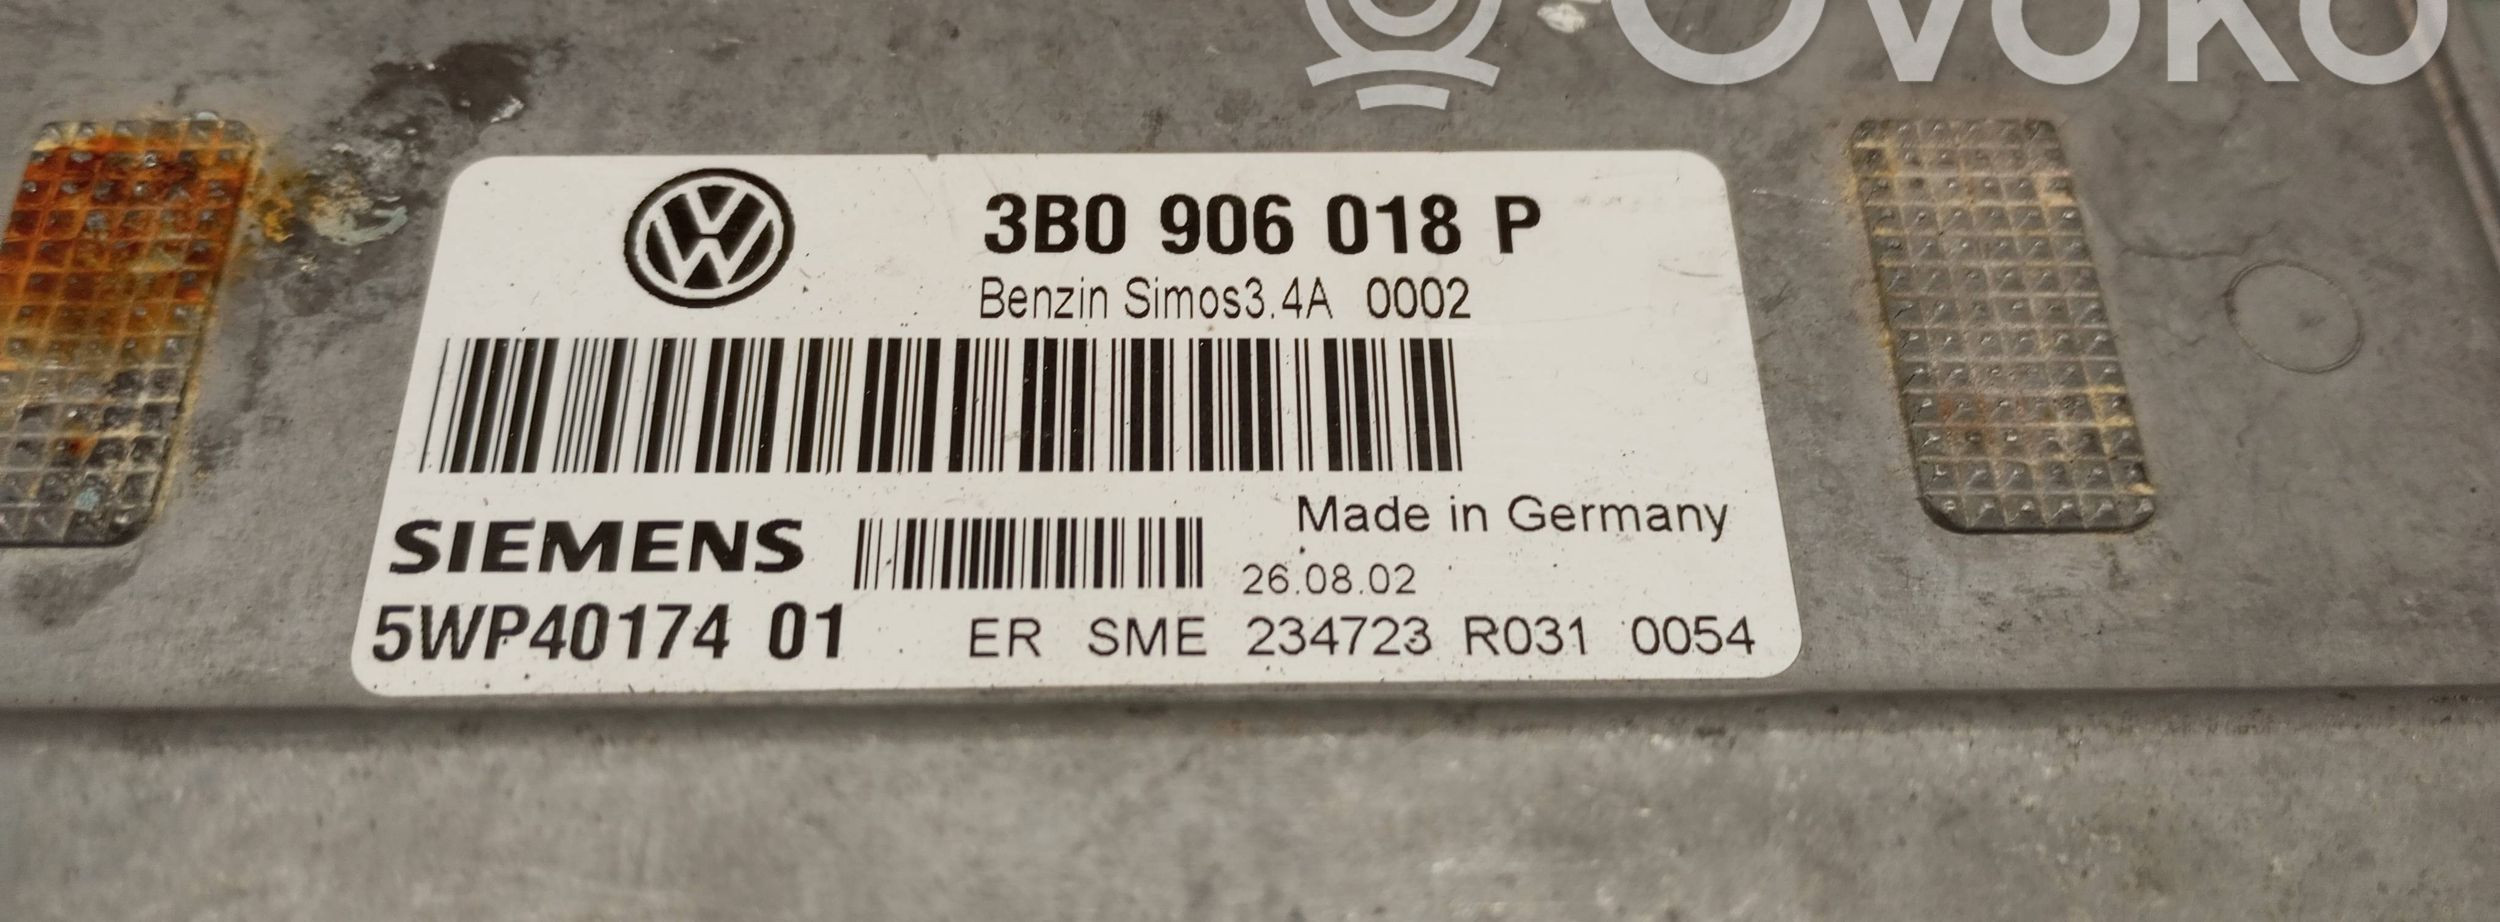 OVOKO
3B0 906 018 P
Benzin Simos3.4A 0002
Made in Germany
SIEMENS
26.08.02
5WP40174 01 ER SME 234723 R031 0054